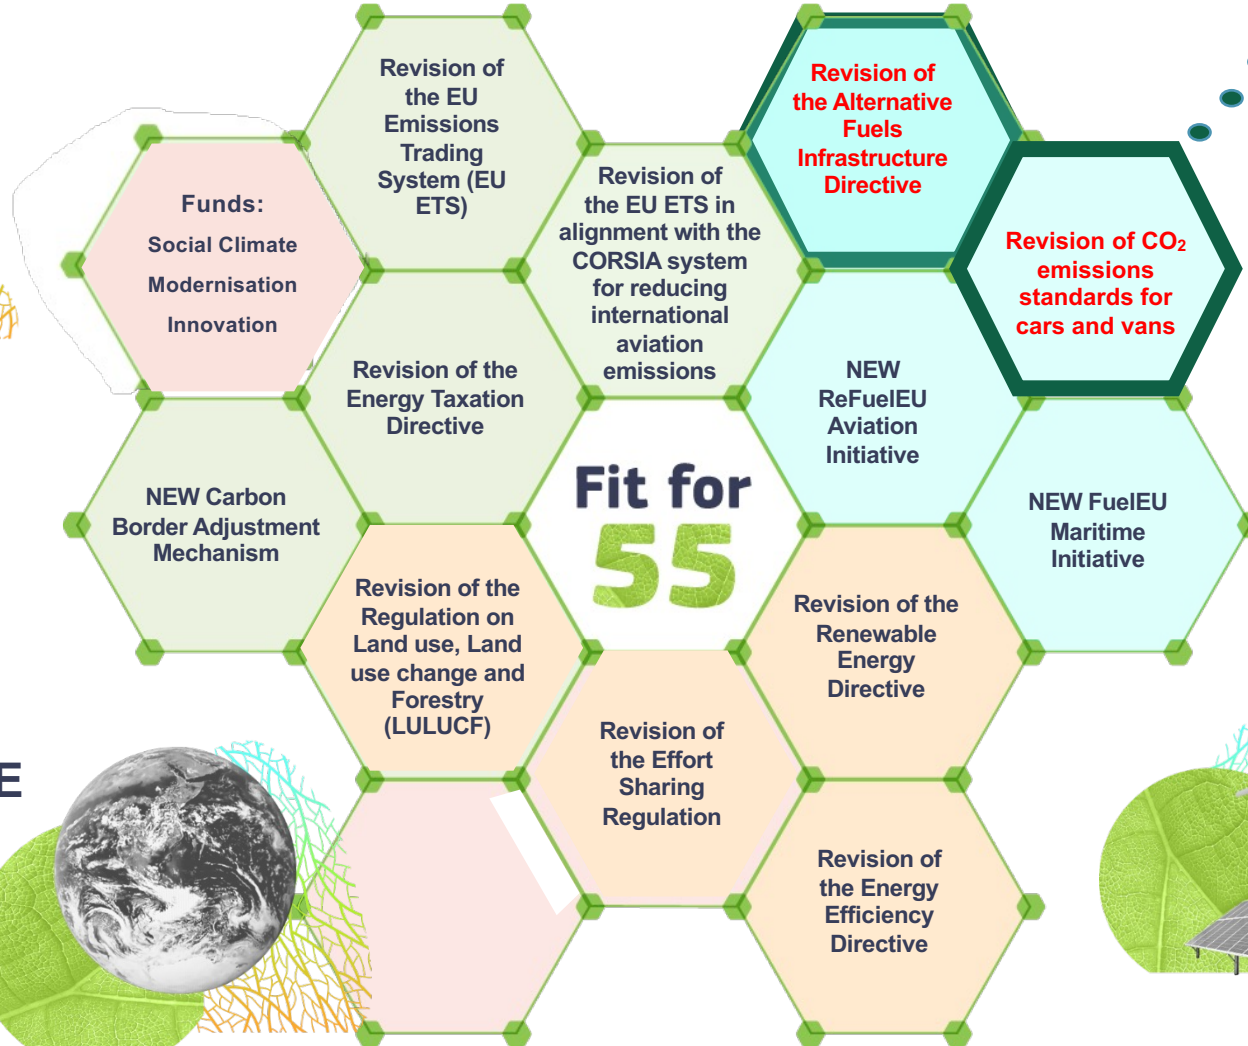 Revision of
the EU
Emissions
Trading
System (EU
ETS)
Revision of
the Alternative
Fuels
Infrastructure
Directive
Funds:
Social Climate
Modernisation
Innovation
Revision of
the EU ETS in
alignment with the
CORSIA system
for reducing
international
aviation
emissions
Revision of CO₂
emissions
standards for
cars and vans
Revision of the
Energy Taxation
Directive
NEW
ReFuelEU
Aviation
Initiative
NEW Carbon
Border Adjustment
Mechanism
Fit for
55
NEW FuelEU
Maritime
Initiative
Revision of the
Regulation on
Land use, Land
use change and
Forestry
(LULUCF)
Revision of the
Renewable
Energy
Directive
Revision of
the Effort
Sharing
Regulation
E
Revision of
the Energy
Efficiency
Directive